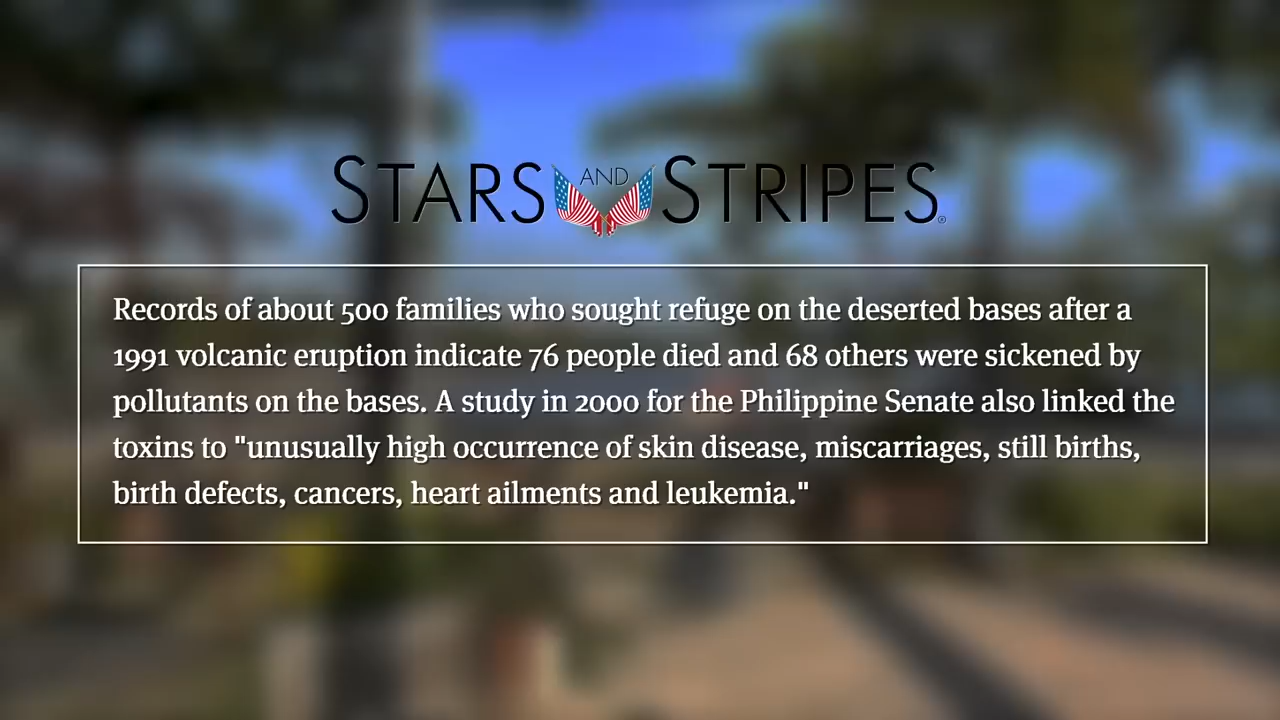 STARS AND STRIPES®
Records of about 500 families who sought refuge on the deserted bases after a
1991 volcanic eruption indicate 76 people died and 68 others were sickened by
pollutants on the bases. A study in 2000 for the Philippine Senate also linked the
toxins to "unusually high occurrence of skin disease, miscarriages, still births,
birth defects, cancers, heart ailments and leukemia."